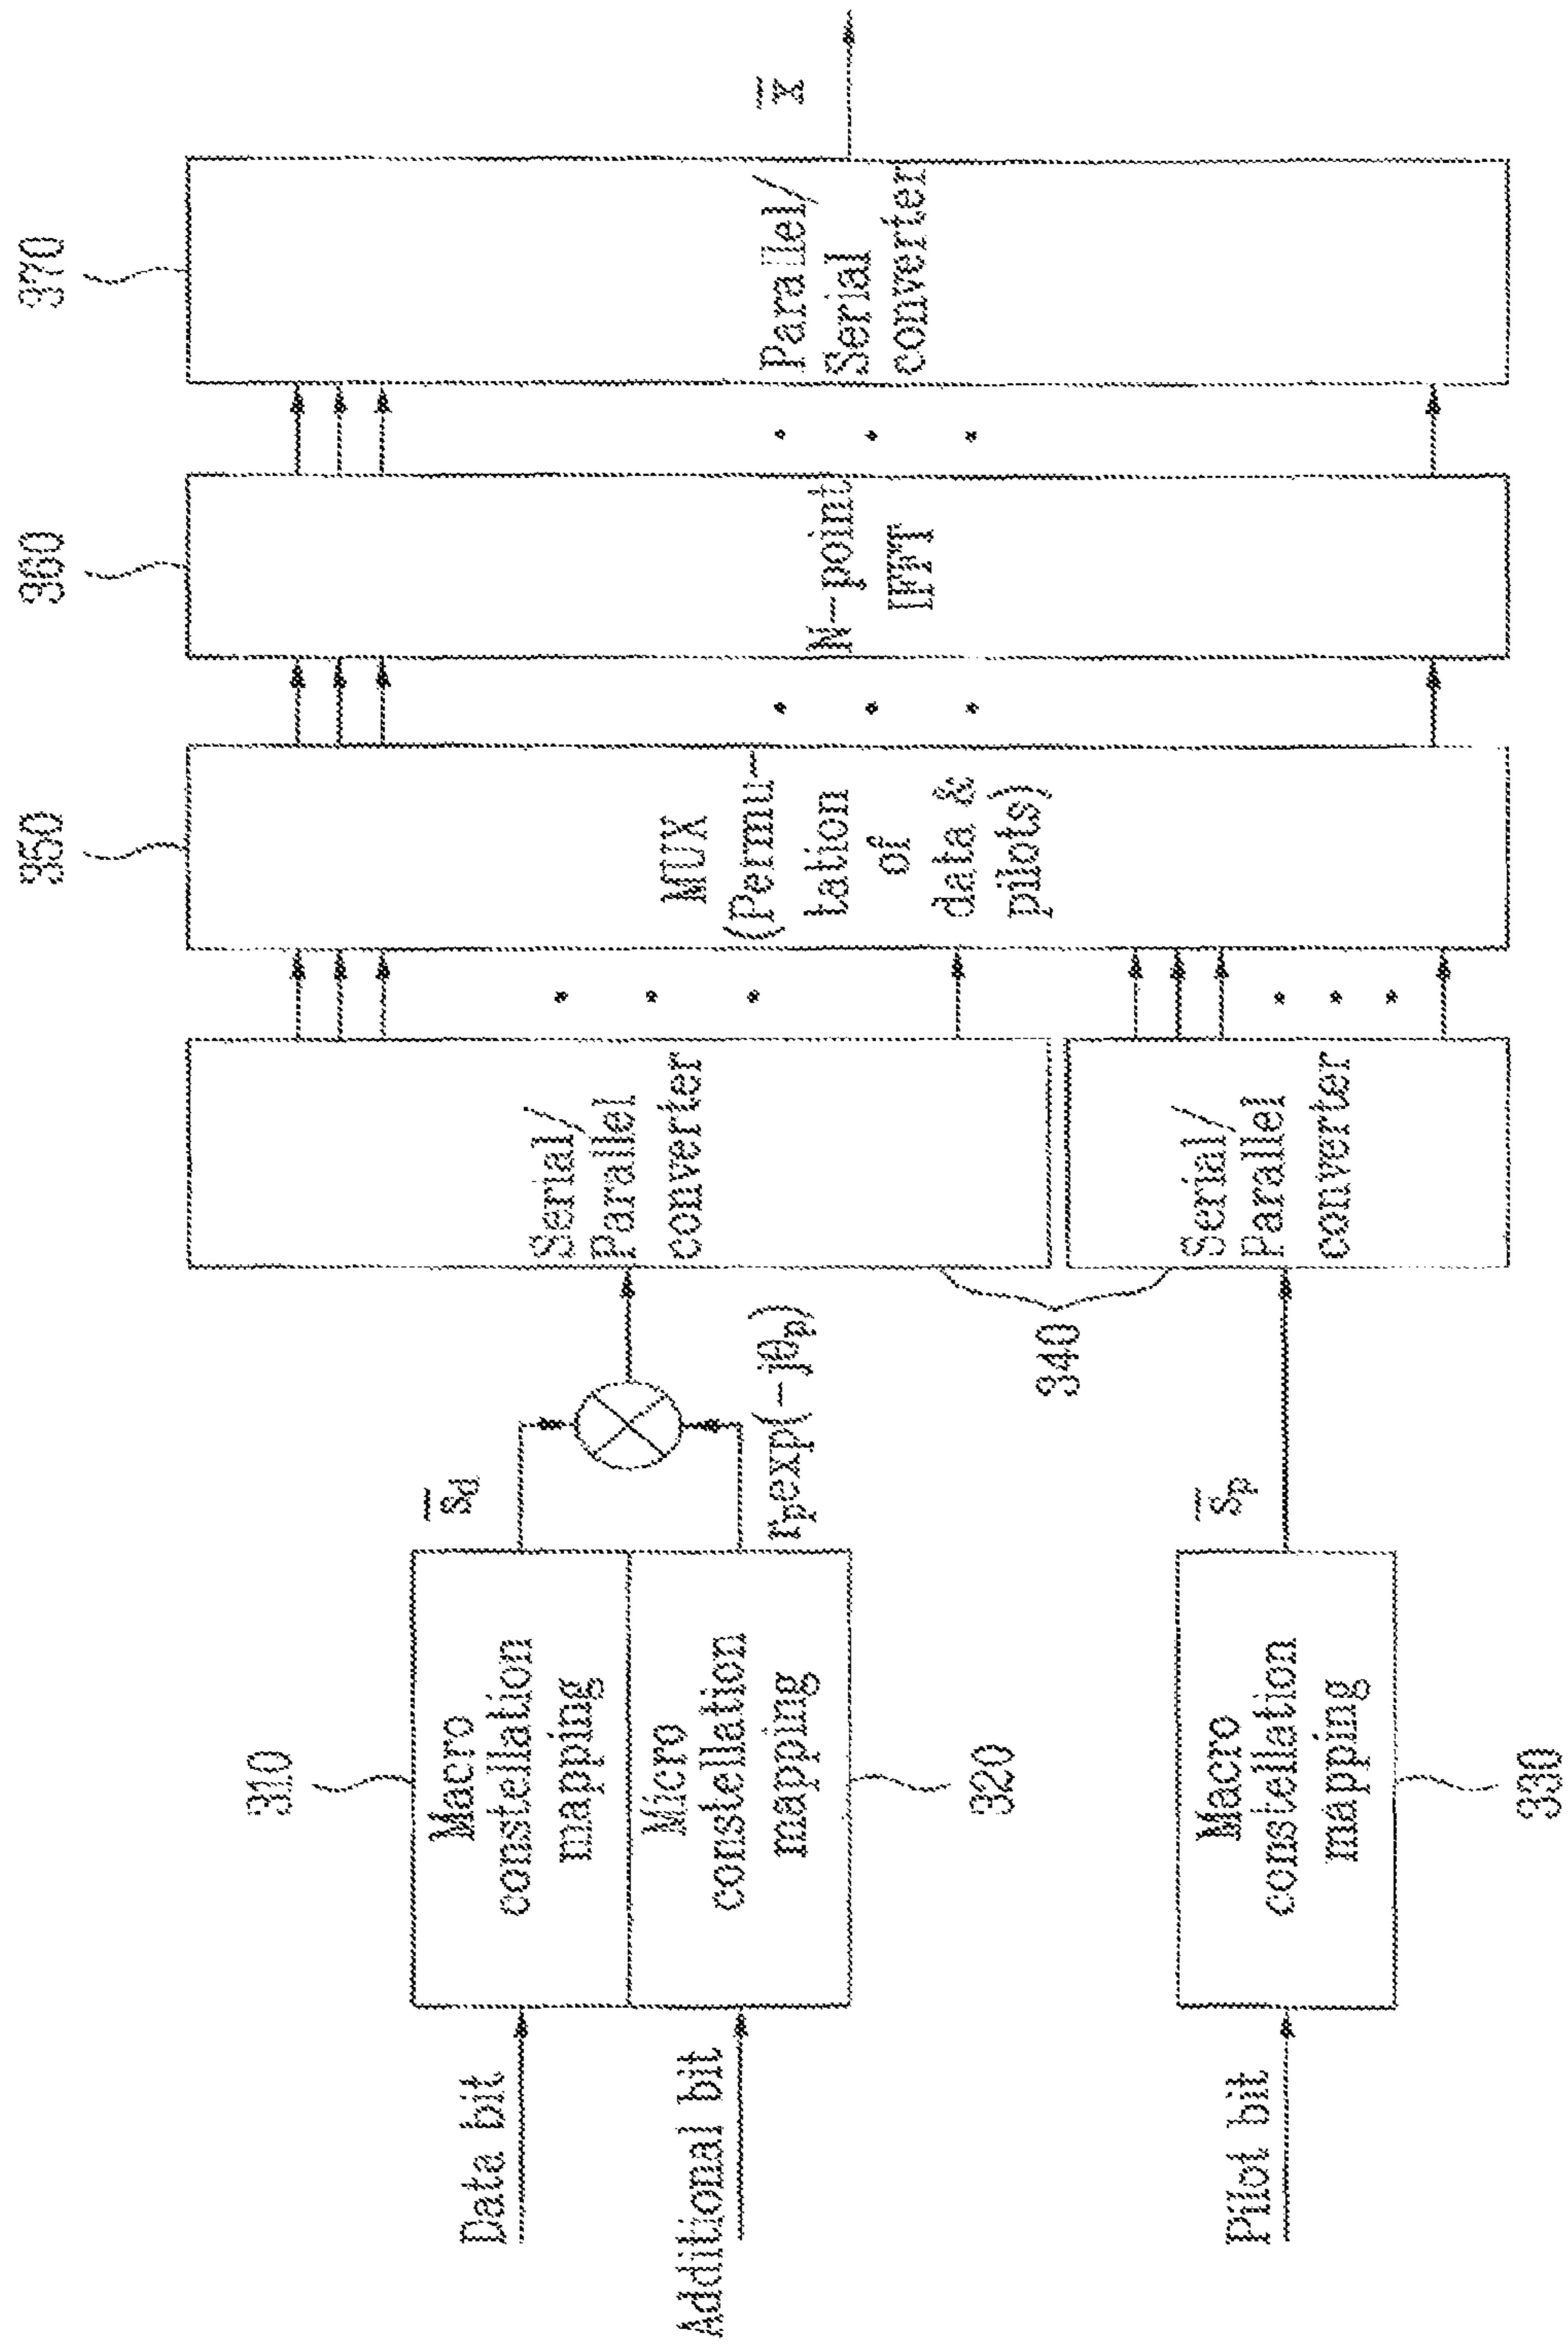 Data bit
Additional bit
Pilot bit
310
Macro
constellation
mapping
Micro
constellation
mapping
320
Macro
constellation
mapping
330
s̅d
rpexp(-jθp)
s̅p
Serial/
Parallel
converter
Serial/
Parallel
converter
340
350
MUX
(Permu-
tation
of
data &
pilots)
360
N-point
IFFT
370
Parallel/
Serial
converter
x̅